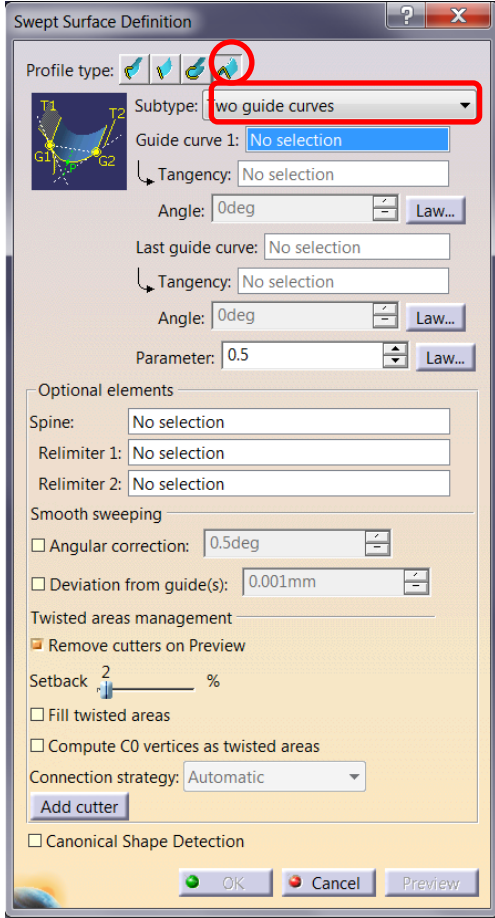 Swept Surface Definition
?
X
Profile type:
T1
T2
G1
G2
P
Subtype: Two guide curves
Guide curve 1: No selection
Tangency: No selection
Angle: 0deg Law...
Last guide curve: No selection
Tangency: No selection
Angle: 0deg Law...
Parameter: 0.5 Law...
Optional elements
Spine: No selection
Relimiter 1: No selection
Relimiter 2: No selection
Smooth sweeping
Angular correction: 0.5deg
Deviation from guide(s): 0.001mm
Twisted areas management
Remove cutters on Preview
2
Setback %
Fill twisted areas
Compute C0 vertices as twisted areas
Connection strategy: Automatic
Add cutter
Canonical Shape Detection
OK Cancel Preview